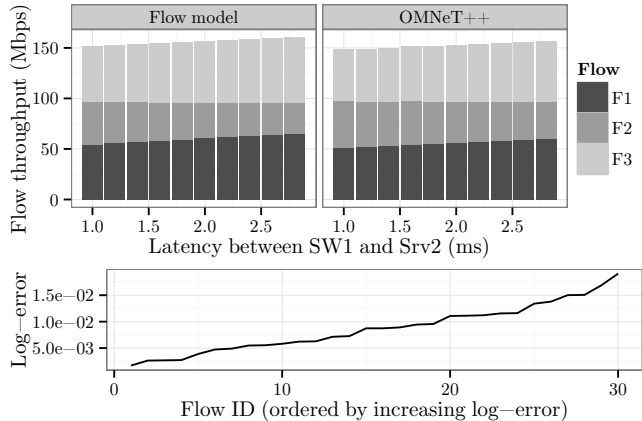 Flow model
OMNeT++
Flow throughput (Mbps)
150
100
50
0
1.0 1.5 2.0 2.5
1.0 1.5 2.0 2.5
Latency between SW1 and Srv2 (ms)
Flow
F1
F2
F3
Log−error
1.5e−02
1.0e−02
5.0e−03
0 10 20 30
Flow ID (ordered by increasing log−error)